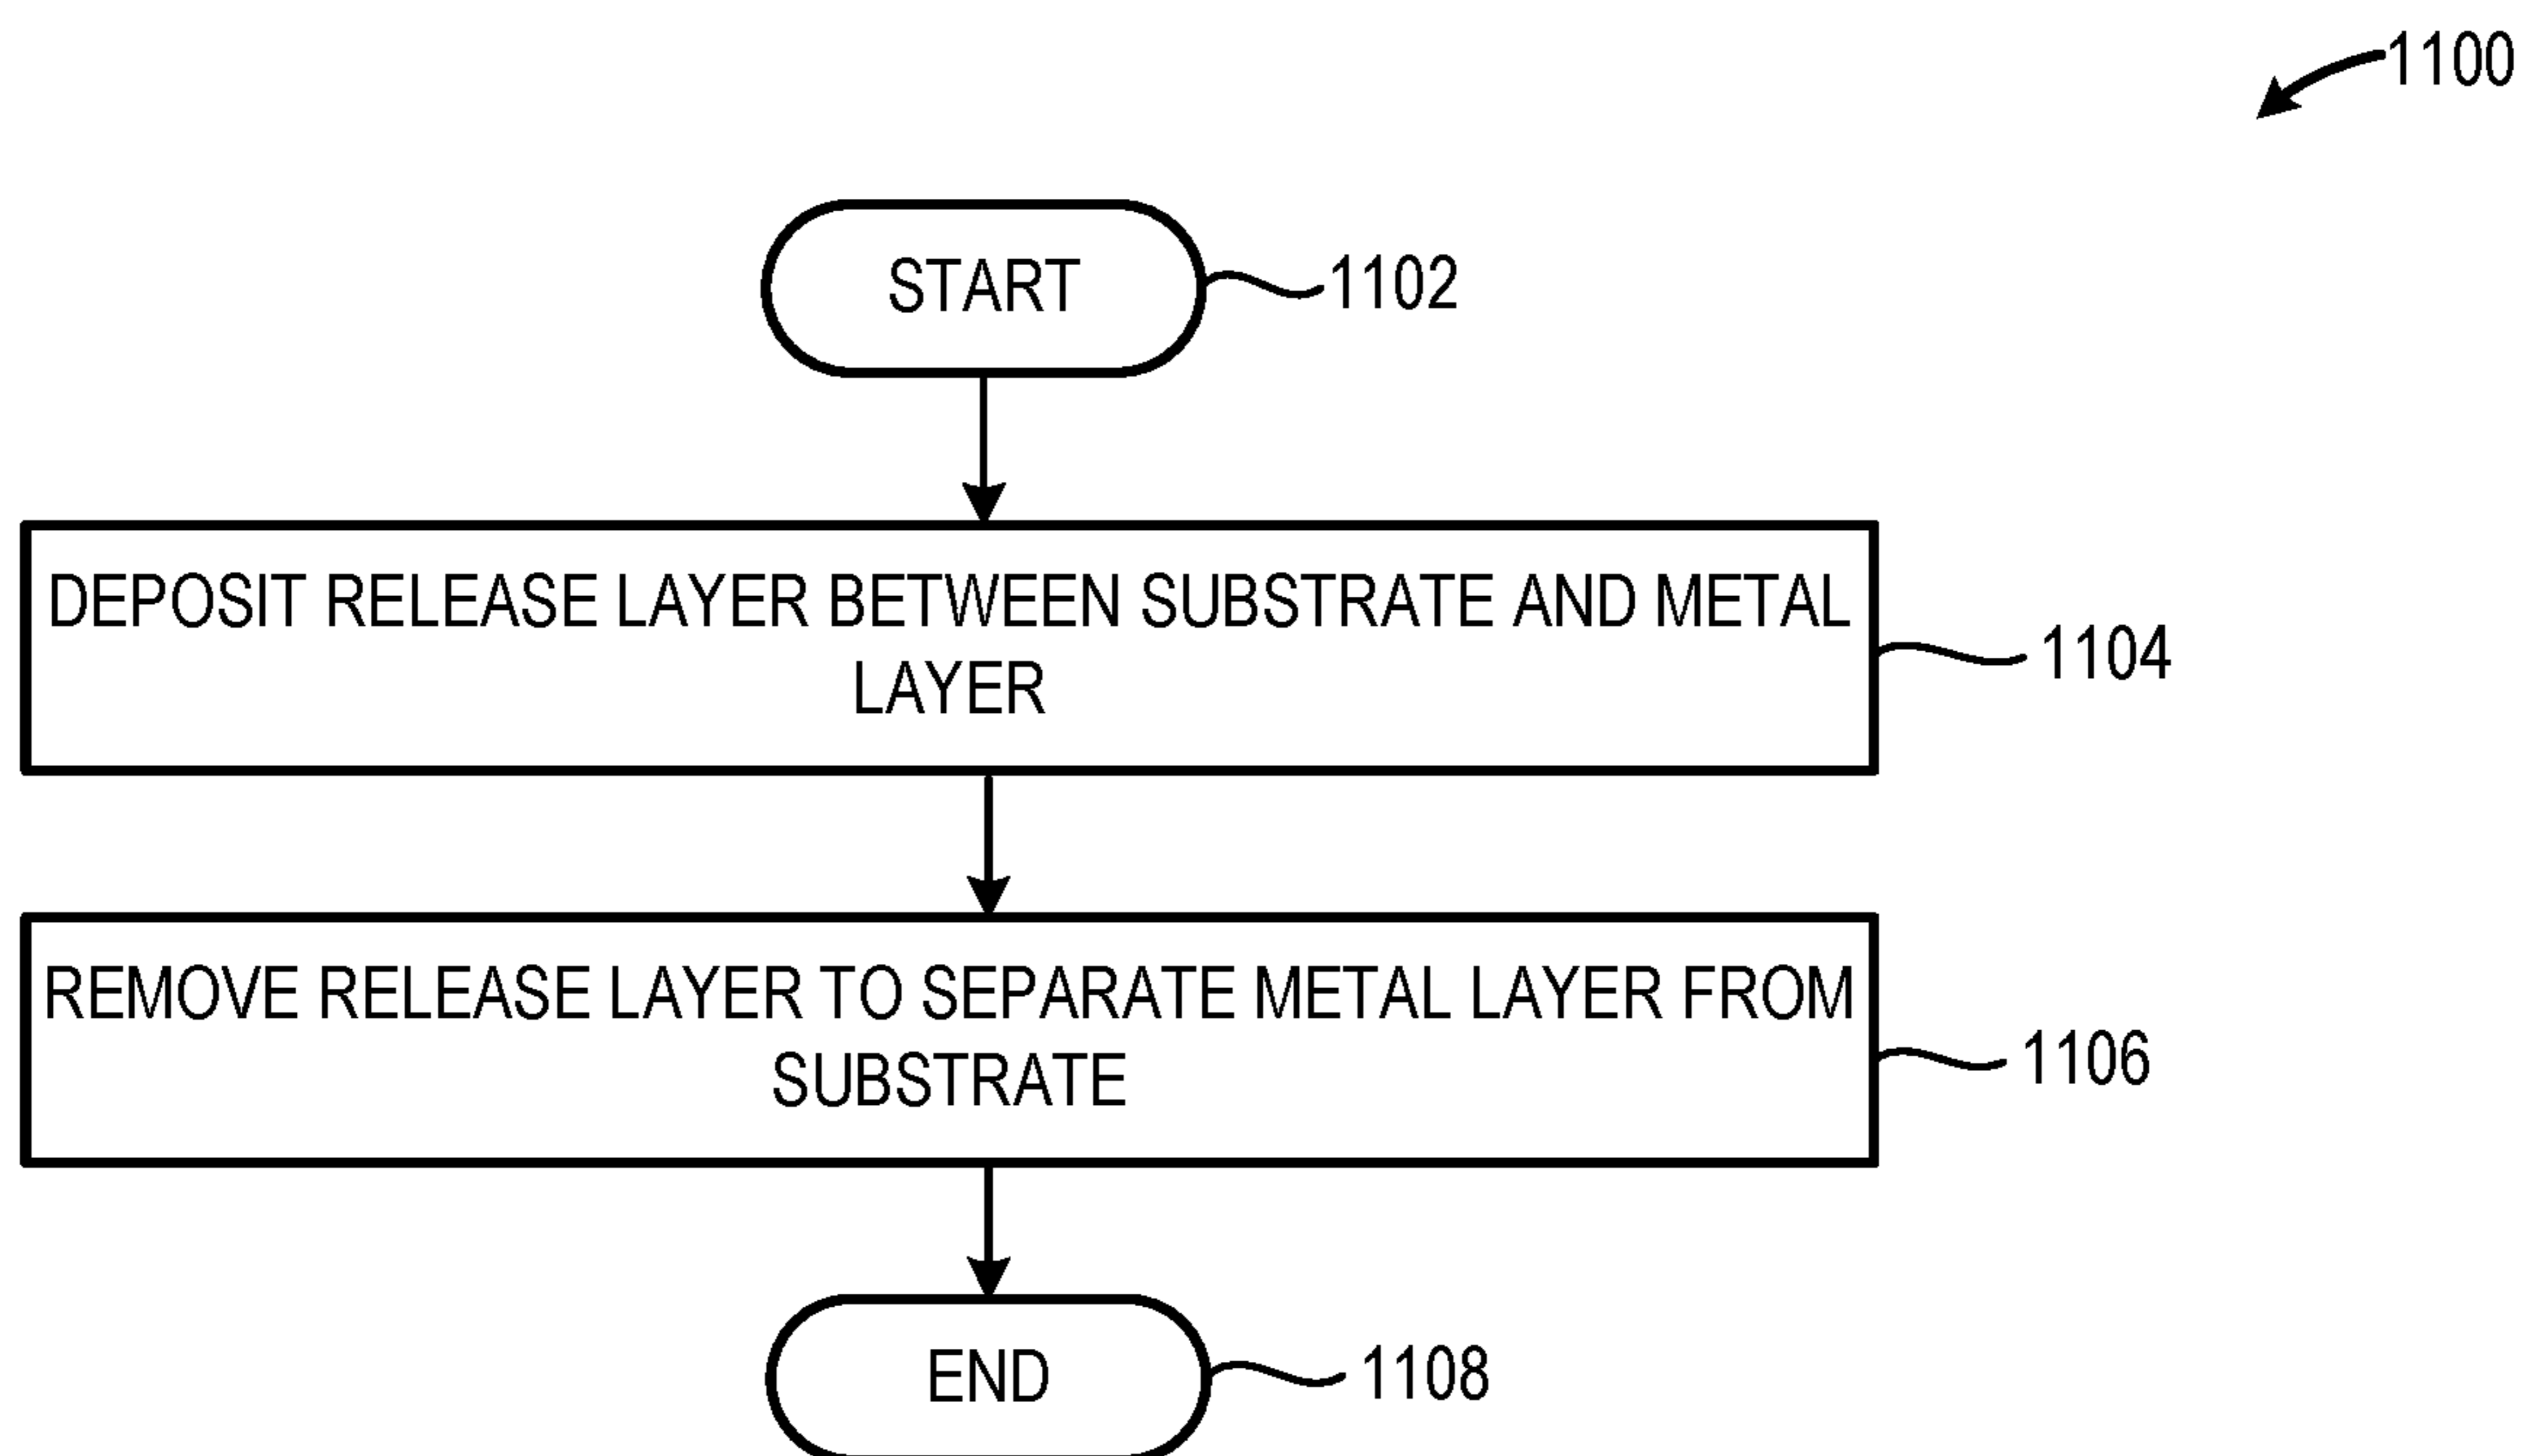 1100
START
1102
DEPOSIT RELEASE LAYER BETWEEN SUBSTRATE AND METAL
LAYER
1104
REMOVE RELEASE LAYER TO SEPARATE METAL LAYER FROM
SUBSTRATE
1106
END
1108